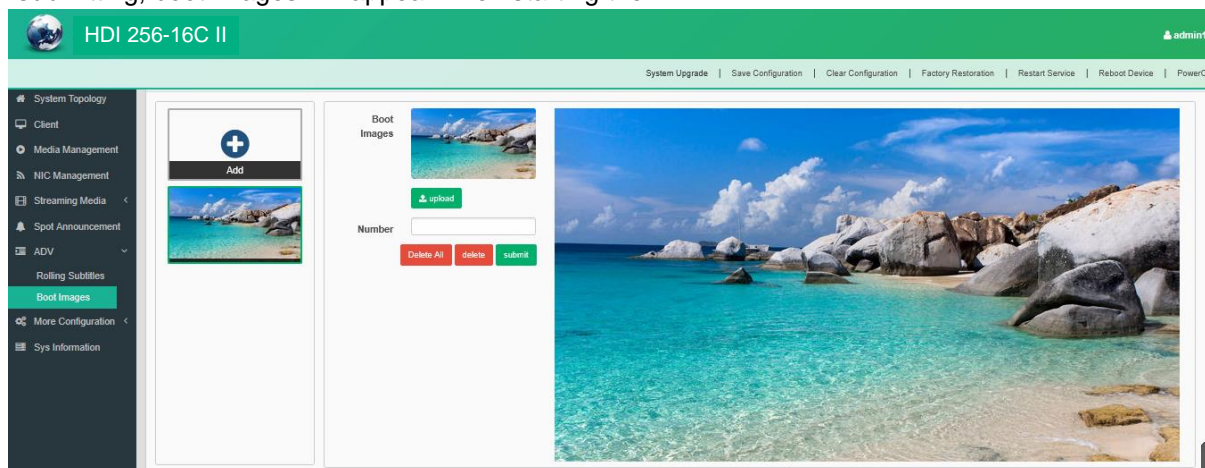 HDI 256-16C II
admin
System Upgrade | Save Configuration | Clear Configuration | Factory Restoration | Restart Service | Reboot Device |
System Topology
Client
Media Management
NIC Management
Streaming Media
Spot Announcement
ADV
Rolling Subtitles
Boot Images
More Configuration
Sys Information
Add
Boot
Images
upload
Number
Delete All delete submit